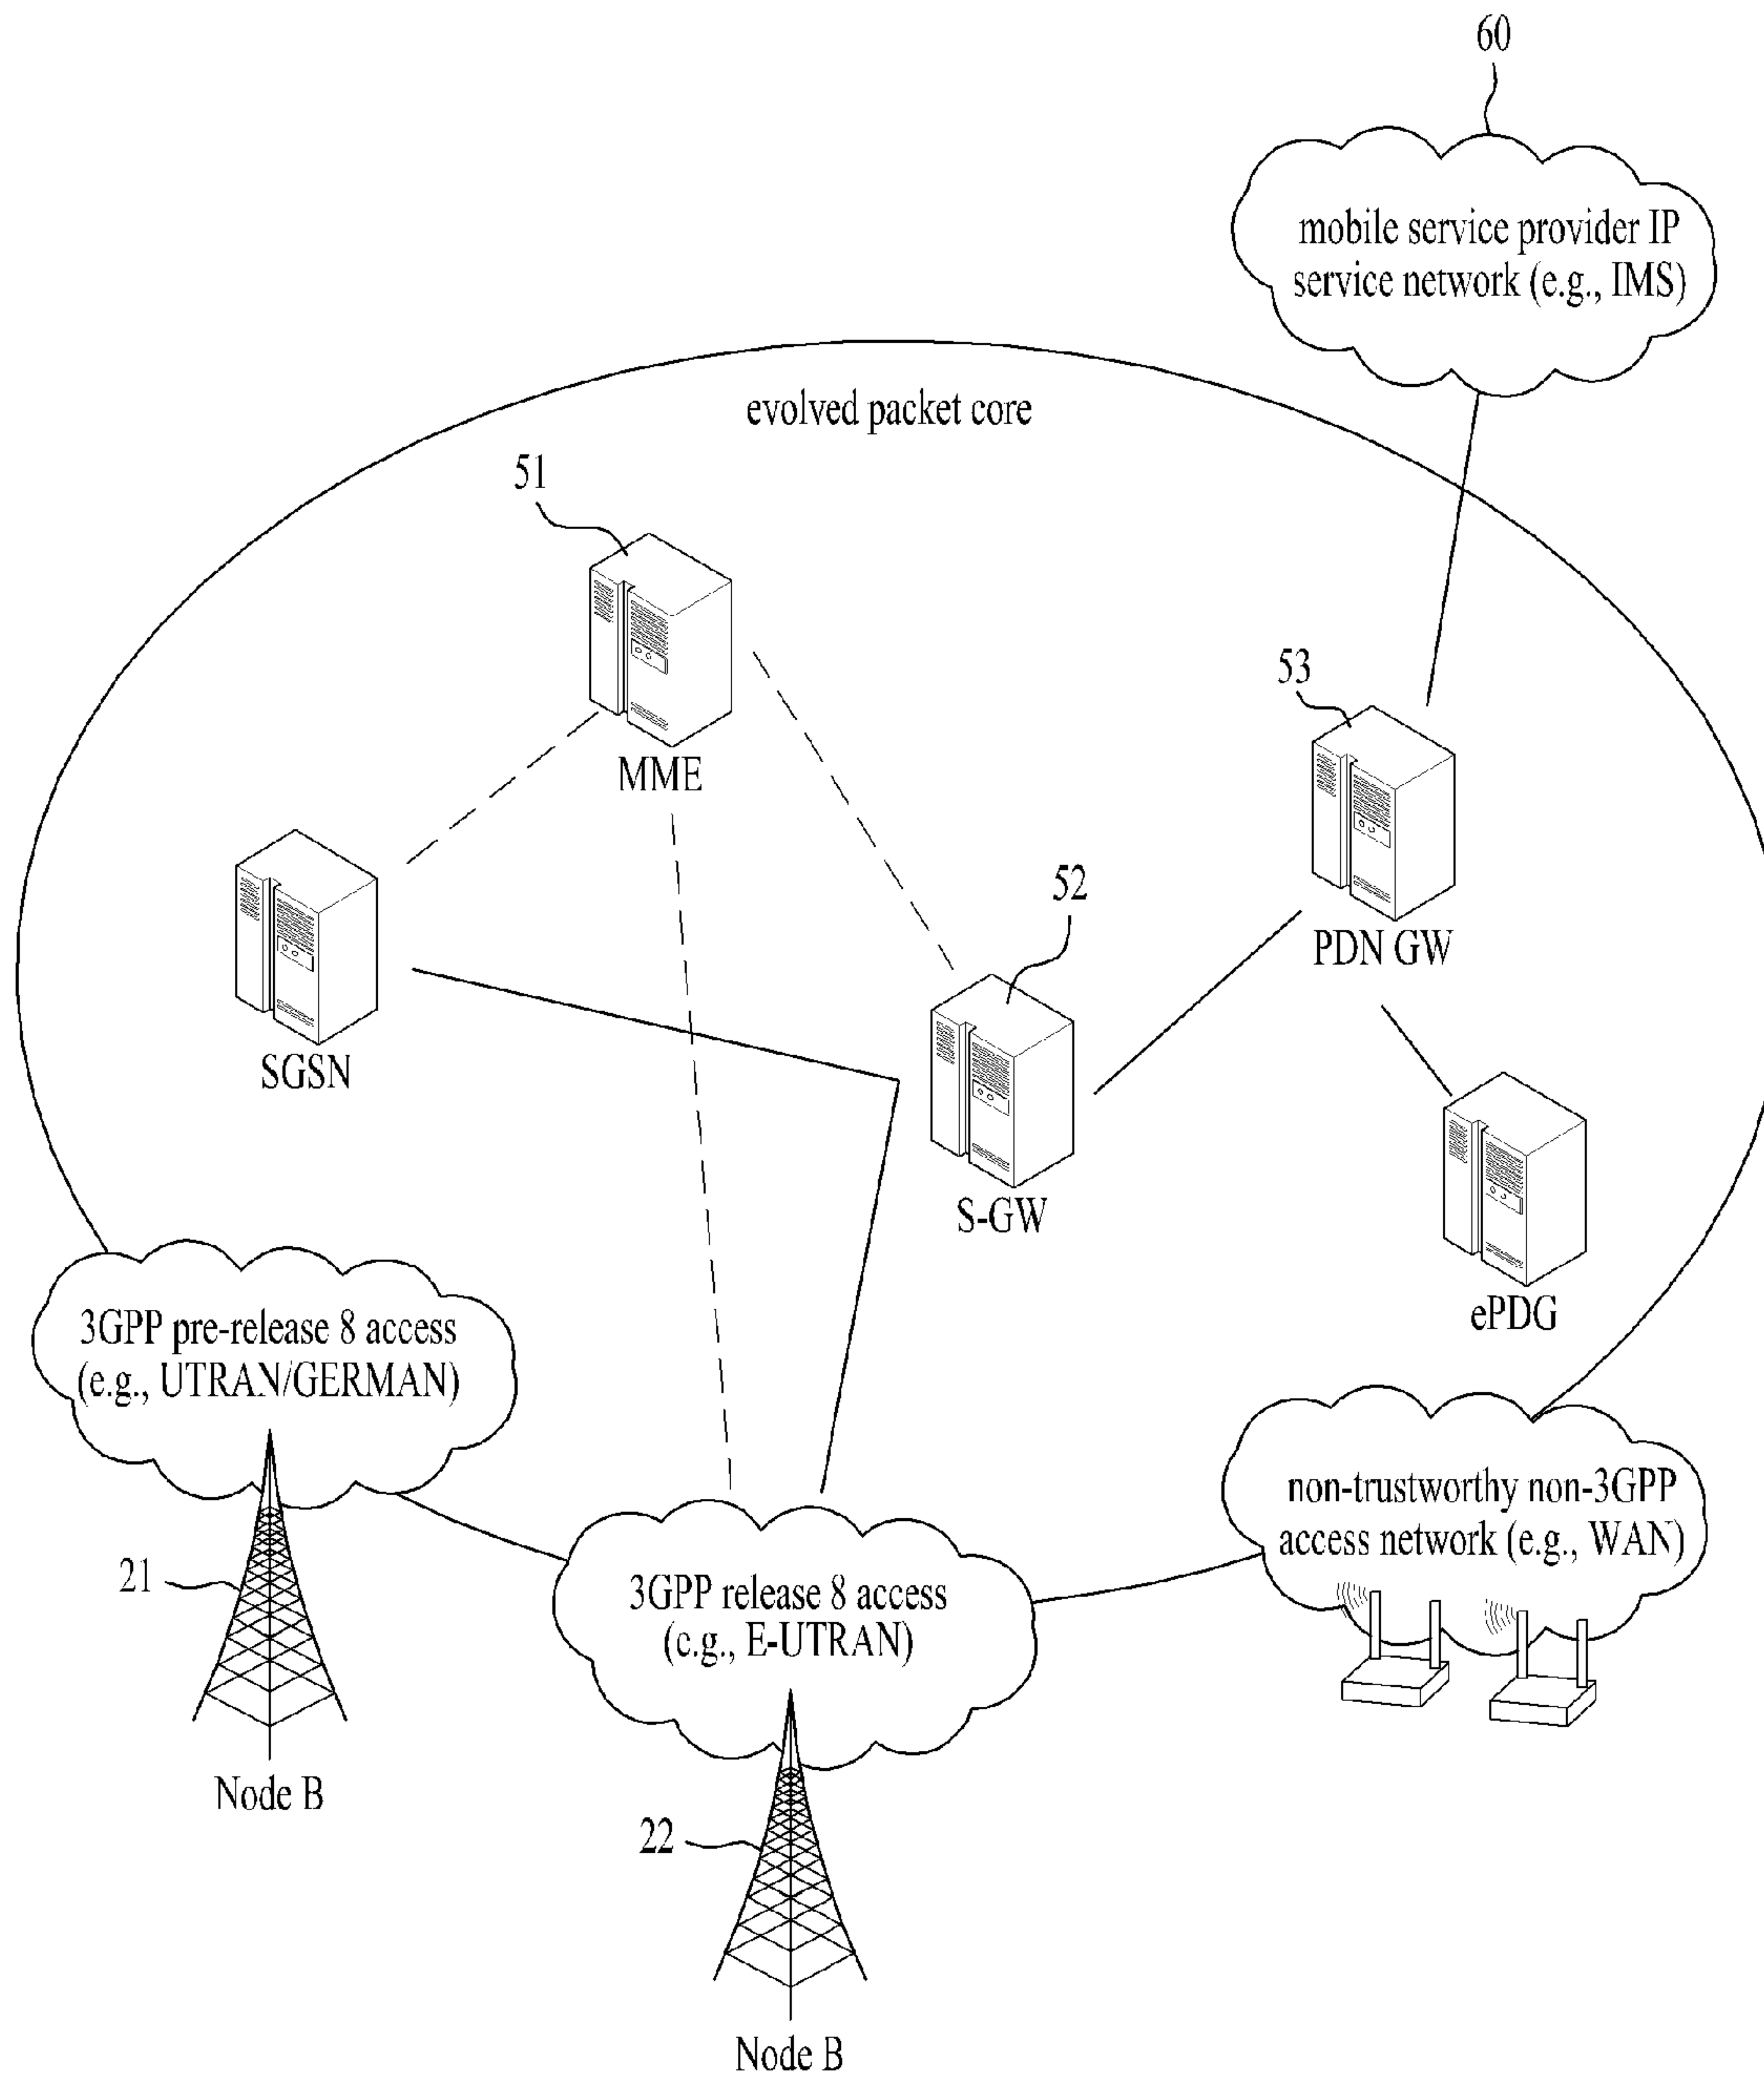 60
mobile service provider IP
service network (e.g., IMS)
evolved packet core
51
MME
53
PDN GW
52
SGSN
S-GW
ePDG
3GPP pre-release 8 access
(e.g., UTRAN/GERMAN)
non-trustworthy non-3GPP
access network (e.g., WAN)
21
3GPP release 8 access
(e.g., E-UTRAN)
Node B
22
Node B